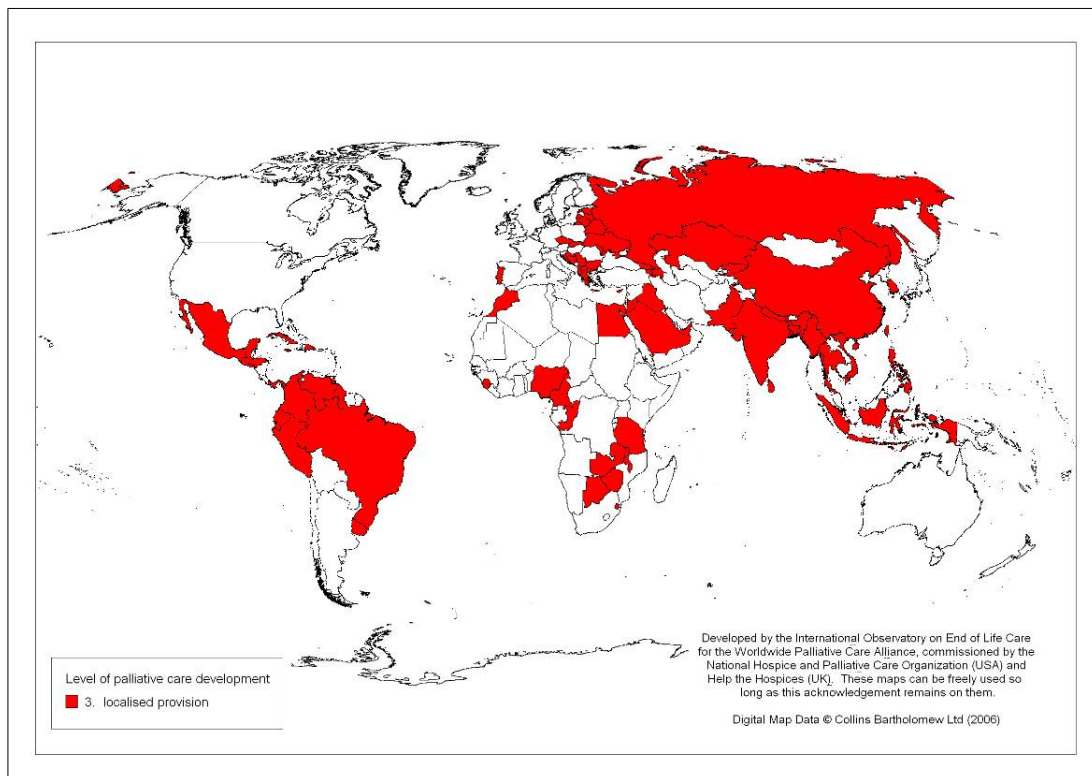 Level of palliative care development
3. localised provision
Developed by the International Observatory on End of Life Care
for the Worldwide Palliative Care Alliance, commissioned by the
National Hospice and Palliative Care Organization (USA) and
Help the Hospices (UK). These maps can be freely used so
long as this acknowledgement remains on them.
Digital Map Data © Collins Bartholomew Ltd (2006)